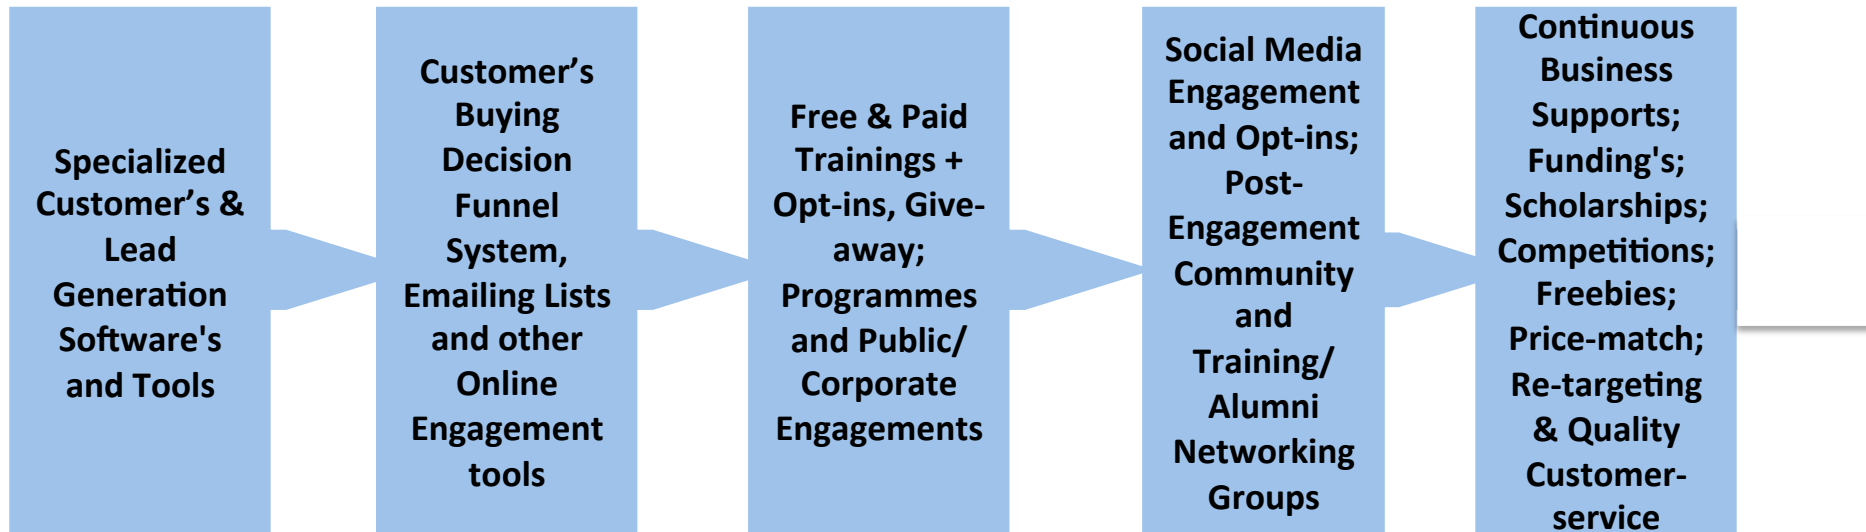 Specialized
Customer’s &
Lead
Generation
Software's
and Tools
Customer’s
Buying
Decision
Funnel
System,
Emailing Lists
and other
Online
Engagement
tools
Free & Paid
Trainings +
Opt-ins, Give-
away;
Programmes
and Public/
Corporate
Engagements
Social Media
Engagement
and Opt-ins;
Post-
Engagement
Community
and
Training/
Alumni
Networking
Groups
Continuous
Business
Supports;
Funding's;
Scholarships;
Competitions;
Freebies;
Price-match;
Re-targeting
& Quality
Customer-
service